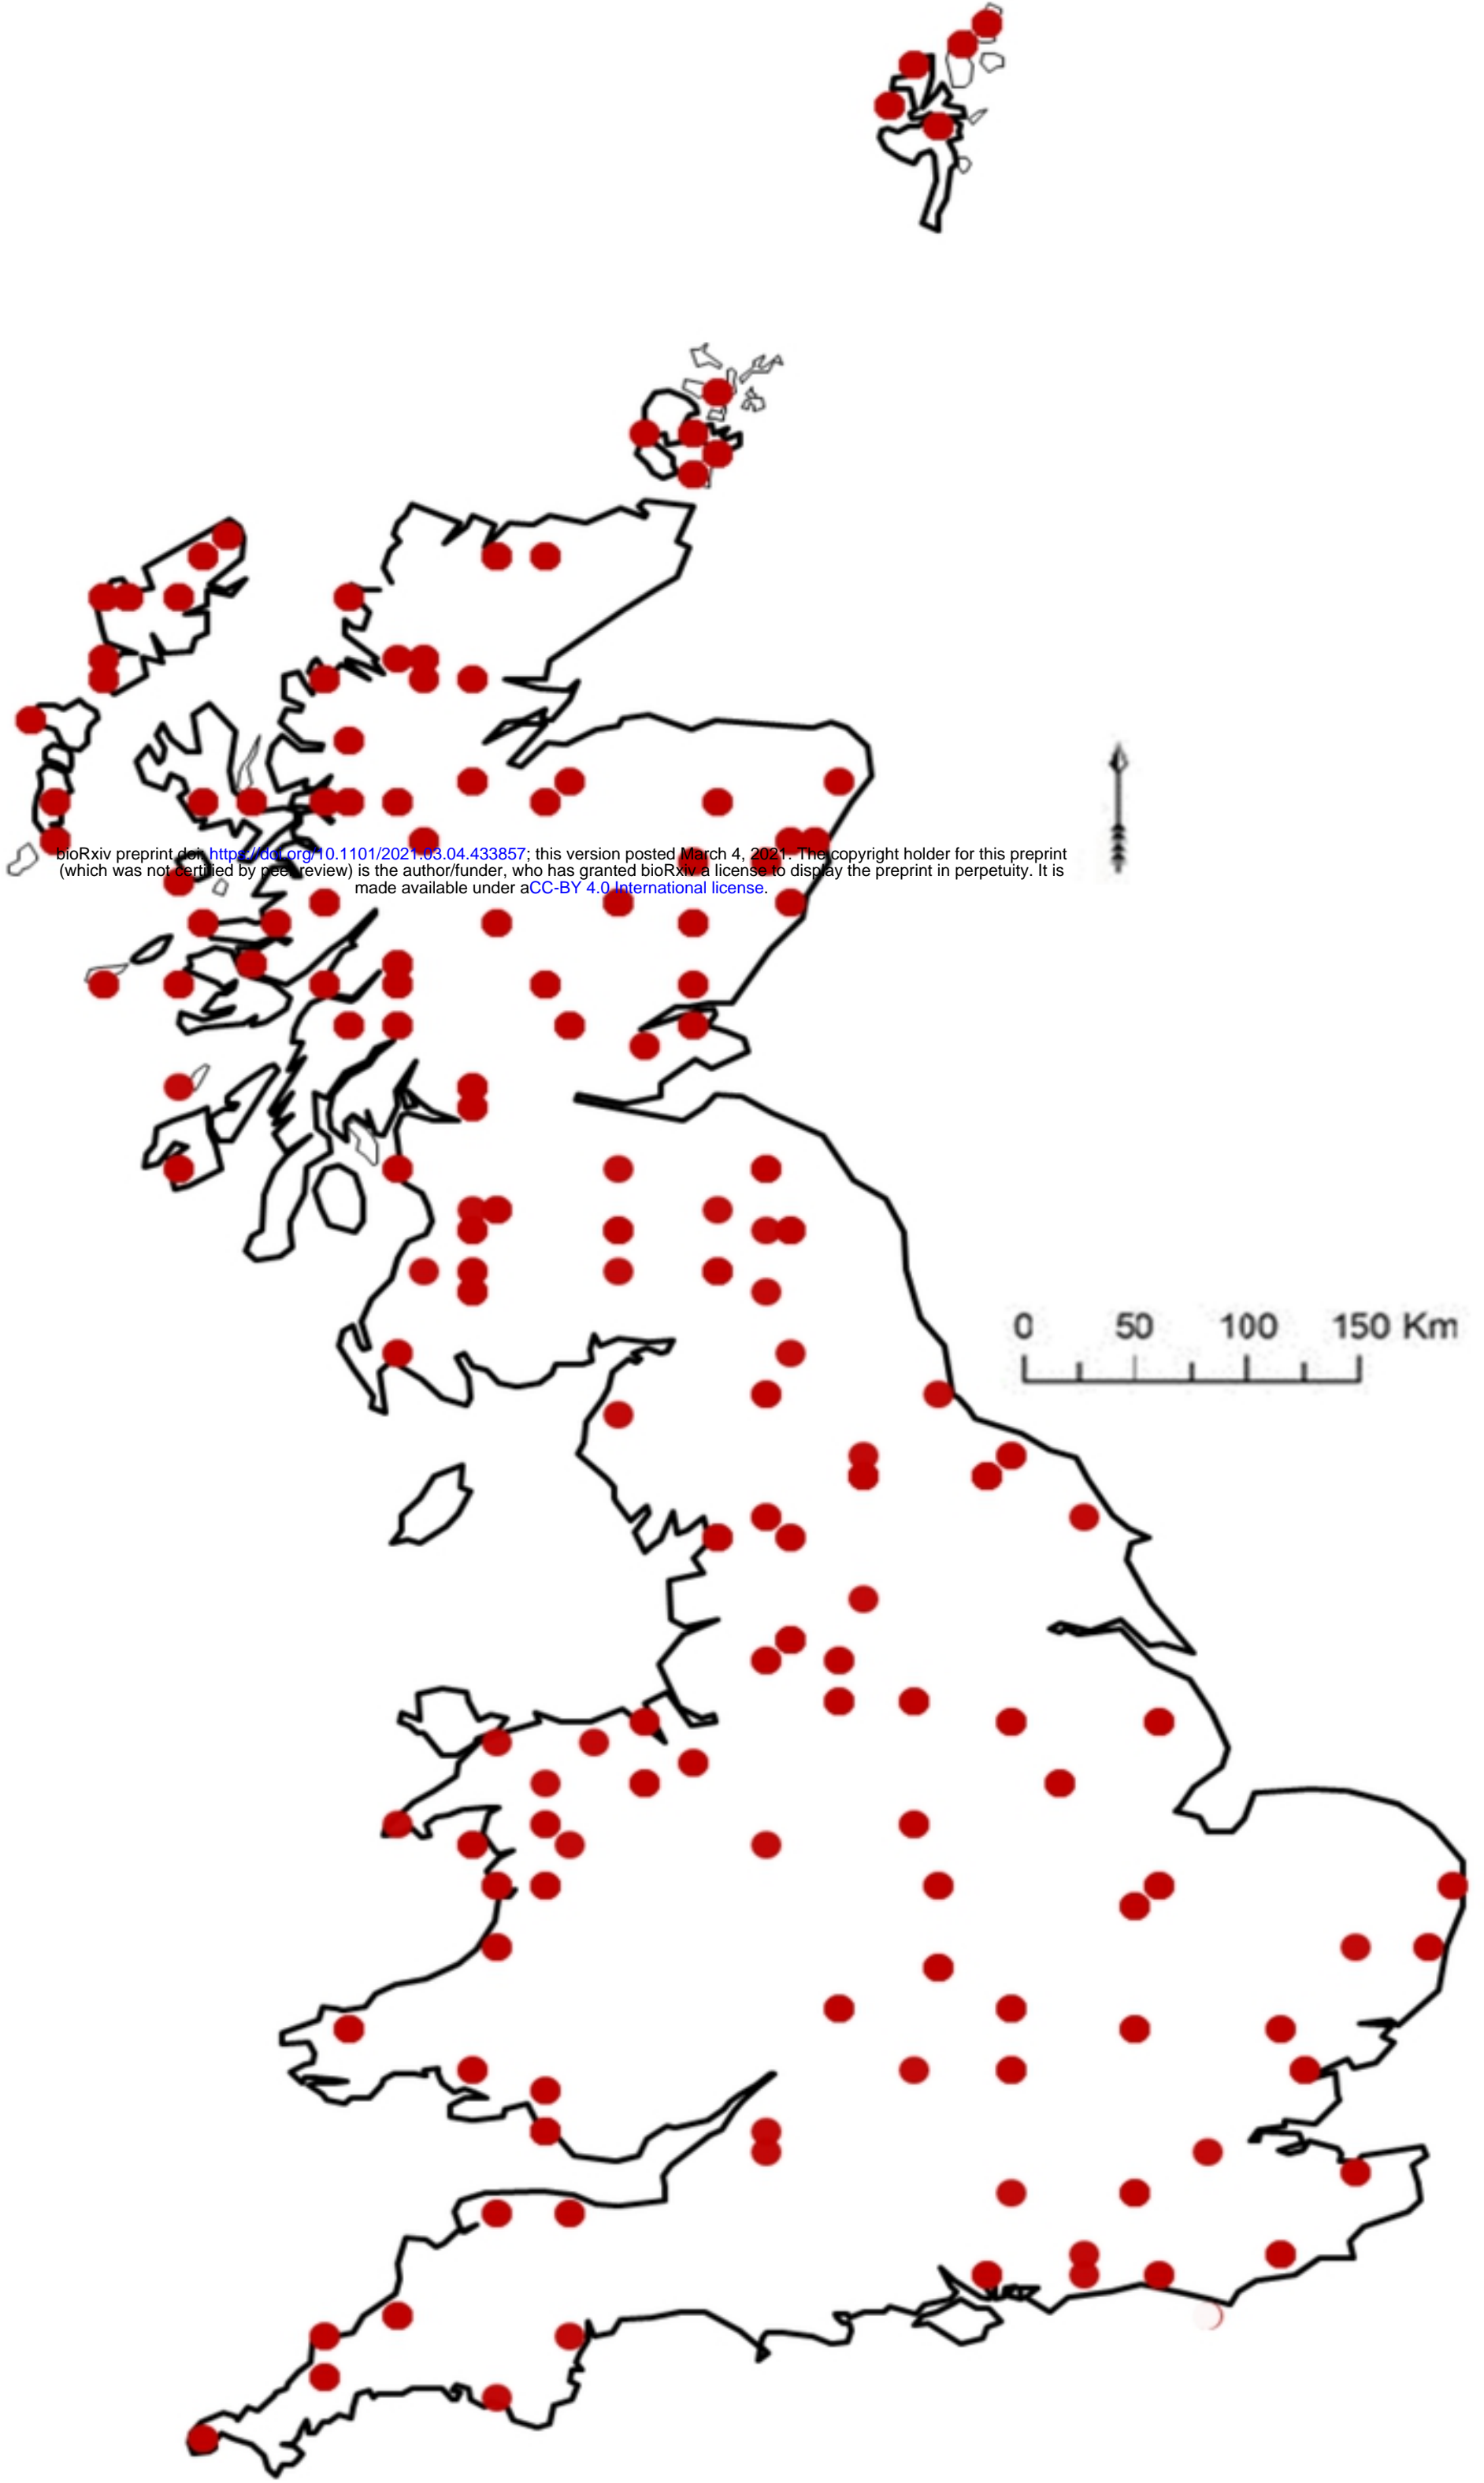 bioRxiv preprint doi: https://doi.org/10.1101/2021.03.04.433857; this version posted March 4, 2021. The copyright holder for this preprint
(which was not certified by peer review) is the author/funder, who has granted bioRxiv a license to display the preprint in perpetuity. It is
made available under aCC-BY 4.0 International license.
0 50 100 150 Km